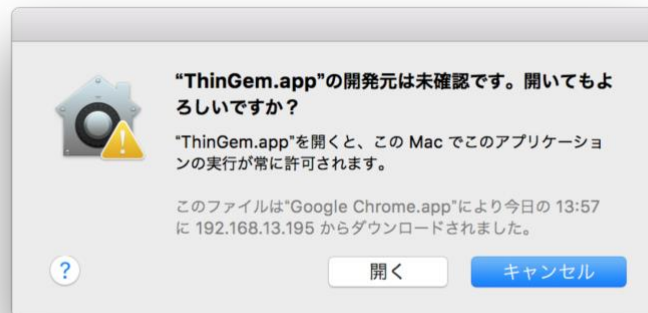 “ThinGem.app”の開発元は未確認です。開いてもよ
ろしいですか？
“ThinGem.app”を開くと、この Mac でこのアプリケーショ
ンの実行が常に許可されます。
このファイルは“Google Chrome.app”により今日の 13:57
に 192.168.13.195 からダウンロードされました。
?
開く
キャンセル